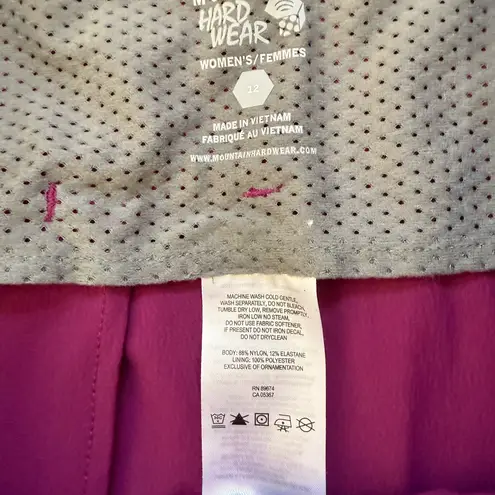 HARD
WEAR
WOMEN'S/FEMMES
12
MADE IN VIETNAM
FABRIQUÉ AU VIETNAM
WWW.MOUNTAINHARDWEAR.COM
MACHINE WASH COLD GENTLE,
WASH SEPARATELY, DO NOT BLEACH,
TUMBLE DRY LOW, REMOVE PROMPTLY,
IRON LOW NO STEAM,
DO NOT USE FABRIC SOFTENER,
IF PRESENT DO NOT IRON DECAL,
DO NOT DRYCLEAN
BODY: 88% NYLON, 12% ELASTANE
LINING: 100% POLYESTER
EXCLUSIVE OF ORNAMENTATION
RN 89674
CA 05367